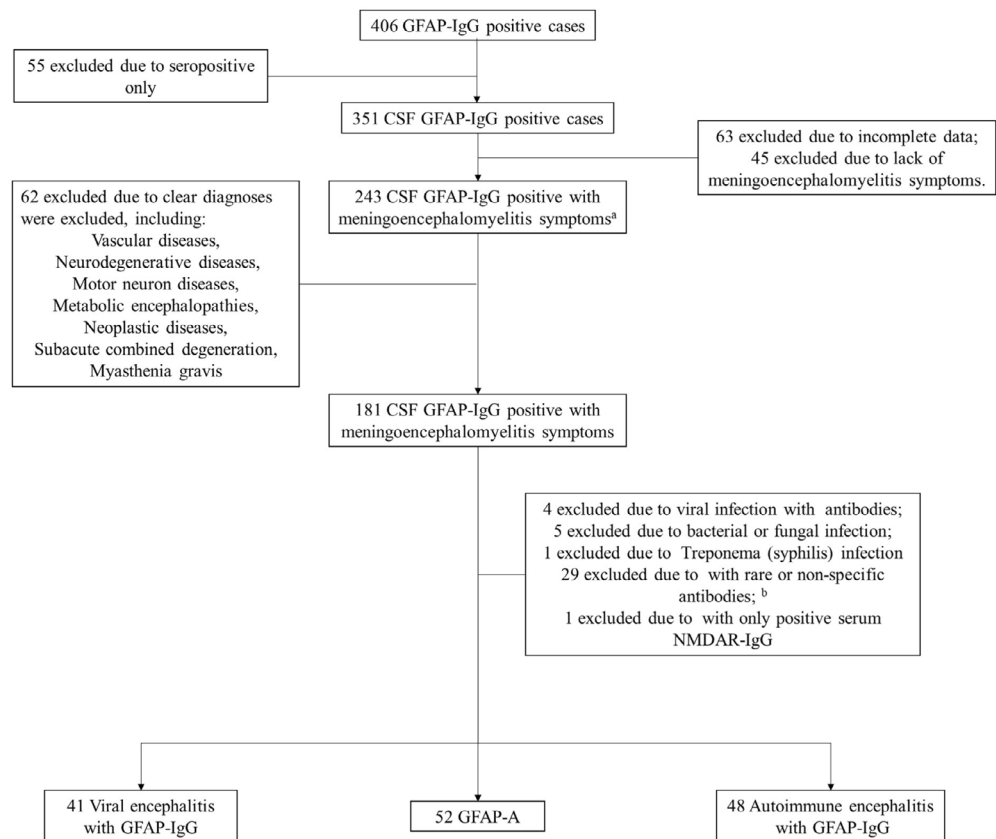 406 GFAP-IgG positive cases
55 excluded due to seropositive
only
351 CSF GFAP-IgG positive cases
63 excluded due to incomplete data;
45 excluded due to lack of
meningoencephalomyelitis symptoms.
243 CSF GFAP-IgG positive with
meningoencephalomyelitis symptomsᵃ
62 excluded due to clear diagnoses
were excluded, including:
Vascular diseases,
Neurodegenerative diseases,
Motor neuron diseases,
Metabolic encephalopathies,
Neoplastic diseases,
Subacute combined degeneration,
Myasthenia gravis
181 CSF GFAP-IgG positive with
meningoencephalomyelitis symptoms
4 excluded due to viral infection with antibodies;
5 excluded due to bacterial or fungal infection;
1 excluded due to Treponema (syphilis) infection
29 excluded due to with rare or non-specific
antibodies; ᵇ
1 excluded due to with only positive serum
NMDAR-IgG
41 Viral encephalitis
with GFAP-IgG
52 GFAP-A
48 Autoimmune encephalitis
with GFAP-IgG